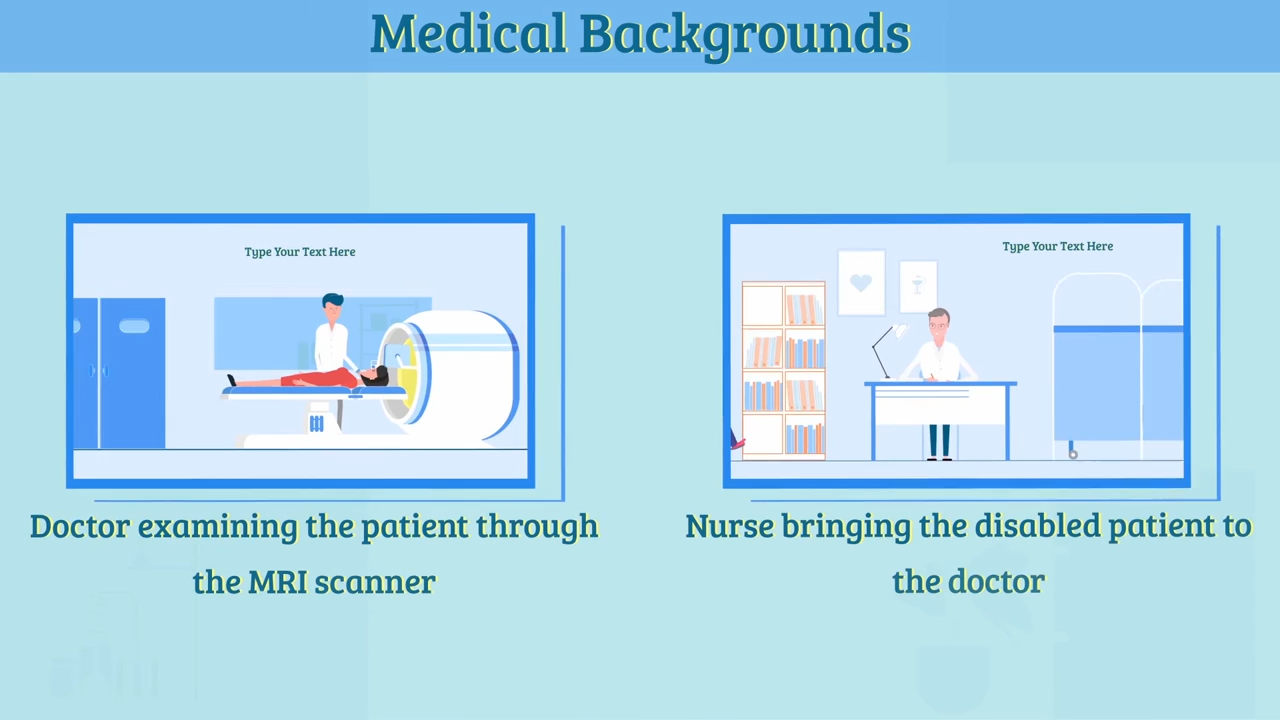 Medical Backgrounds
Type Your Text Here
Type Your Text Here
Doctor examining the patient through
the MRI scanner
Nurse bringing the disabled patient to
the doctor